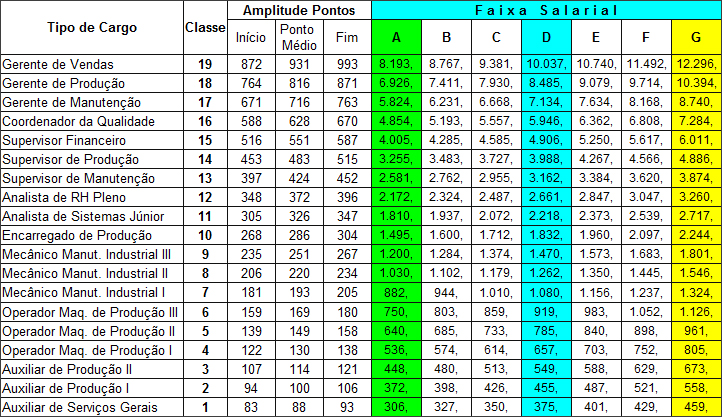 Tipo de Cargo Classe Amplitude Pontos Faixa Salarial
Início Ponto Médio Fim A B C D E F G
Gerente de Vendas 19 872 931 993 8.193, 8.767, 9.381, 10.037, 10.740, 11.492, 12.296,
Gerente de Produção 18 764 816 871 6.926, 7.411, 7.930, 8.485, 9.079, 9.714, 10.394,
Gerente de Manutenção 17 671 716 763 5.824, 6.231, 6.668, 7.134, 7.634, 8.168, 8.740,
Coordenador da Qualidade 16 588 628 670 4.854, 5.193, 5.557, 5.946, 6.362, 6.808, 7.284,
Supervisor Financeiro 15 516 551 587 4.005, 4.285, 4.585, 4.906, 5.250, 5.617, 6.011,
Supervisor de Produção 14 453 483 515 3.255, 3.483, 3.727, 3.988, 4.267, 4.566, 4.886,
Supervisor de Manutenção 13 397 424 452 2.581, 2.762, 2.955, 3.162, 3.384, 3.620, 3.874,
Analista de RH Pleno 12 348 372 396 2.172, 2.324, 2.487, 2.661, 2.847, 3.047, 3.260,
Analista de Sistemas Júnior 11 305 326 347 1.810, 1.937, 2.072, 2.218, 2.373, 2.539, 2.717,
Encarregado de Produção 10 268 286 304 1.495, 1.600, 1.712, 1.832, 1.960, 2.097, 2.244,
Mecânico Manut. Industrial III 9 235 251 267 1.200, 1.284, 1.374, 1.470, 1.573, 1.683, 1.801,
Mecânico Manut. Industrial II 8 206 220 234 1.030, 1.102, 1.179, 1.262, 1.350, 1.445, 1.546,
Mecânico Manut. Industrial I 7 181 193 205 882, 944, 1.010, 1.080, 1.156, 1.237, 1.324,
Operador Maq. de Produção III 6 159 169 180 750, 803, 859, 919, 983, 1.052, 1.126,
Operador Maq. de Produção II 5 139 149 158 640, 685, 733, 785, 840, 898, 961,
Operador Maq. de Produção I 4 122 130 138 536, 574, 614, 657, 703, 752, 805,
Auxiliar de Produção II 3 107 114 121 448, 480, 513, 549, 588, 629, 673,
Auxiliar de Produção I 2 94 100 106 372, 398, 426, 455, 487, 521, 558,
Auxiliar de Serviços Gerais 1 83 88 93 306, 327, 350, 375, 401, 429, 459,